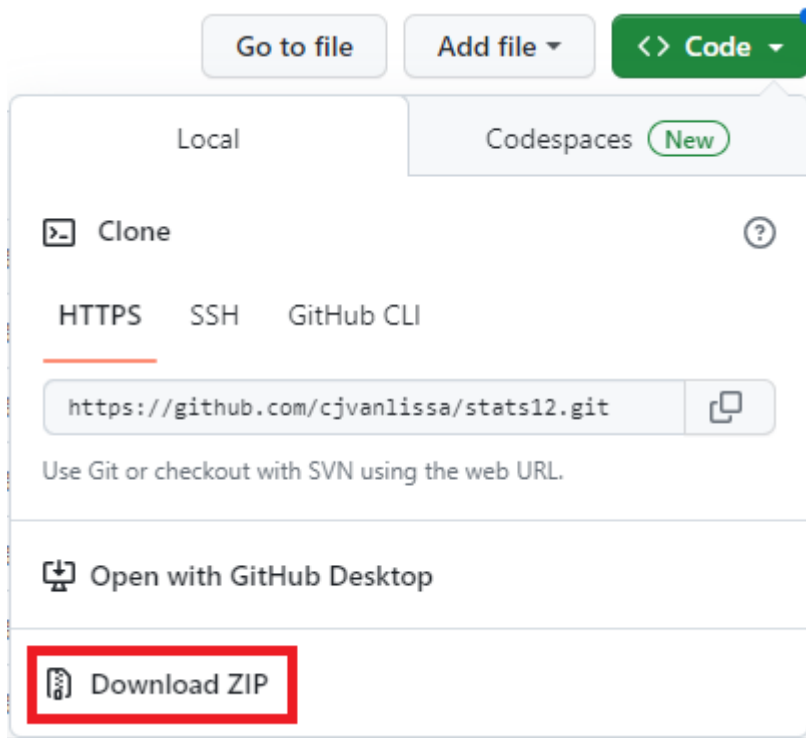 Go to file Add file <> Code
Local Codespaces New
Clone
HTTPS SSH GitHub CLI
https://github.com/cjvanlissa/stats12.git
Use Git or checkout with SVN using the web URL.
Open with GitHub Desktop
Download ZIP